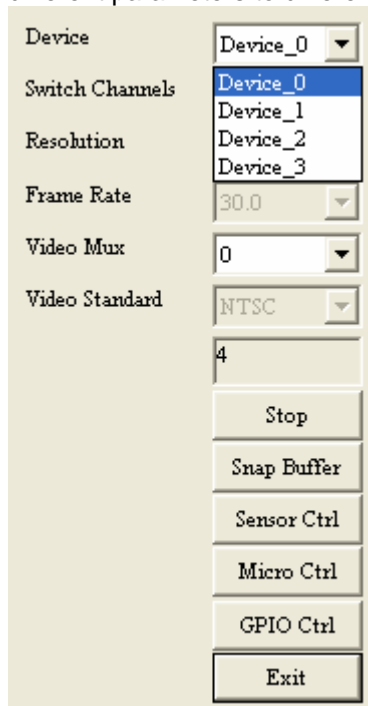 Device Device_0
Switch Channels Device_0
Device_1
Resolution Device_2
Device_3
Frame Rate 30.0
Video Mux 0
Video Standard NTSC
4
Stop
Snap Buffer
Sensor Ctrl
Micro Ctrl
GPIO Ctrl
Exit